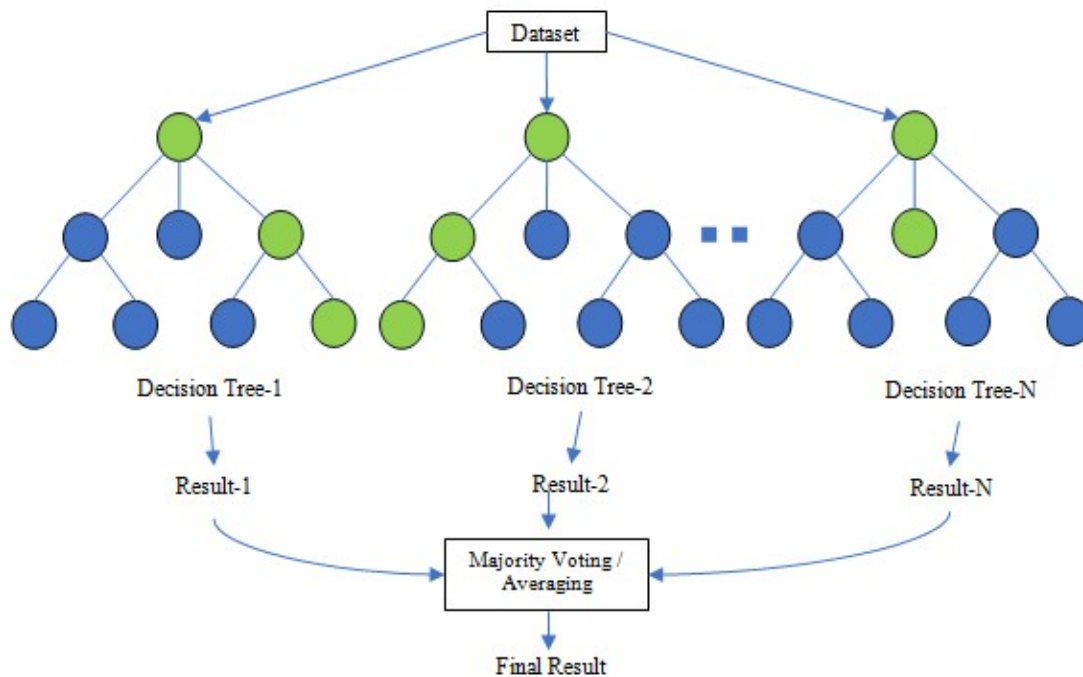 Dataset
Decision Tree-1
Decision Tree-2
Decision Tree-N
Result-1
Result-2
Result-N
Majority Voting /
Averaging
Final Result